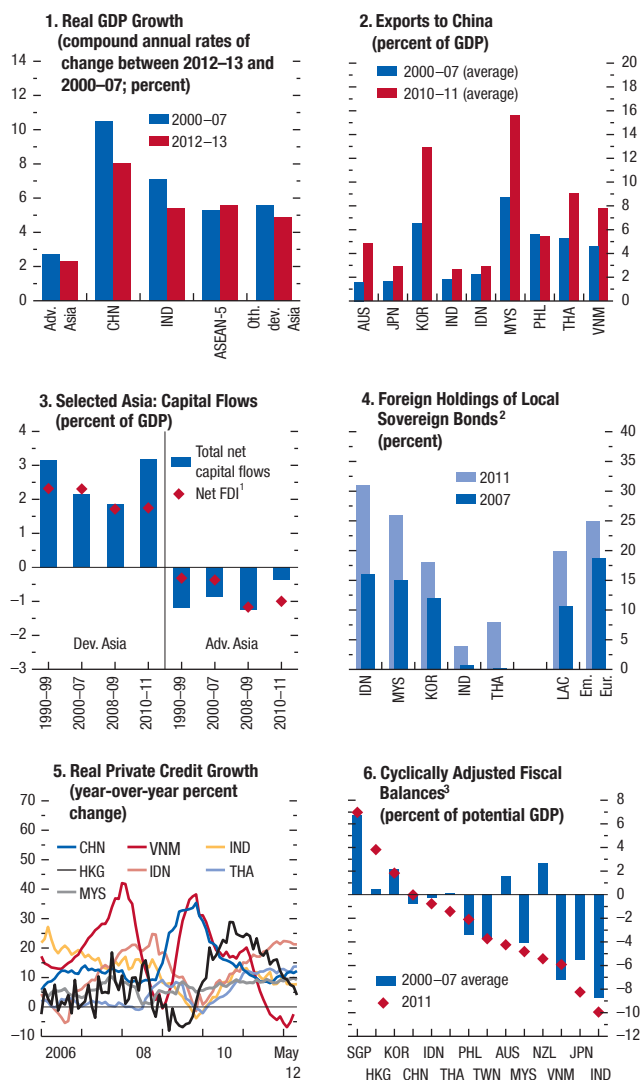 1. Real GDP Growth
(compound annual rates of
change between 2012–13 and
2000–07; percent)
14
12
10
8
6
4
2
0
2000–07
2012–13
Adv.
Asia
CHN
IND
ASEAN-5
Oth.
dev.
Asia
2. Exports to China
(percent of GDP)
20
18
16
14
12
10
8
6
4
2
0
2000–07 (average)
2010–11 (average)
AUS
JPN
KOR
IND
IDN
MYS
PHL
THA
VNM
3. Selected Asia: Capital Flows
(percent of GDP)
4
3
2
1
0
–1
–2
–3
Total net
capital flows
Net FDI1
Dev. Asia
Adv. Asia
1990–99
2000–07
2008–09
2010–11
1990–99
2000–07
2008–09
2010–11
4. Foreign Holdings of Local
Sovereign Bonds2
(percent)
40
35
30
25
20
15
10
5
0
2011
2007
IDN
MYS
KOR
IND
THA
LAC
Em.
Eur.
5. Real Private Credit Growth
(year-over-year percent
change)
70
60
50
40
30
20
10
0
–10
CHN
VNM
IND
HKG
IDN
THA
MYS
2006
08
10
May
12
6. Cyclically Adjusted Fiscal
Balances3
(percent of potential GDP)
8
6
4
2
0
–2
–4
–6
–8
–10
–12
2000–07 average
2011
SGP KOR IDN PHL AUS NZL JPN
HKG CHN THA TWN MYS VNM IND